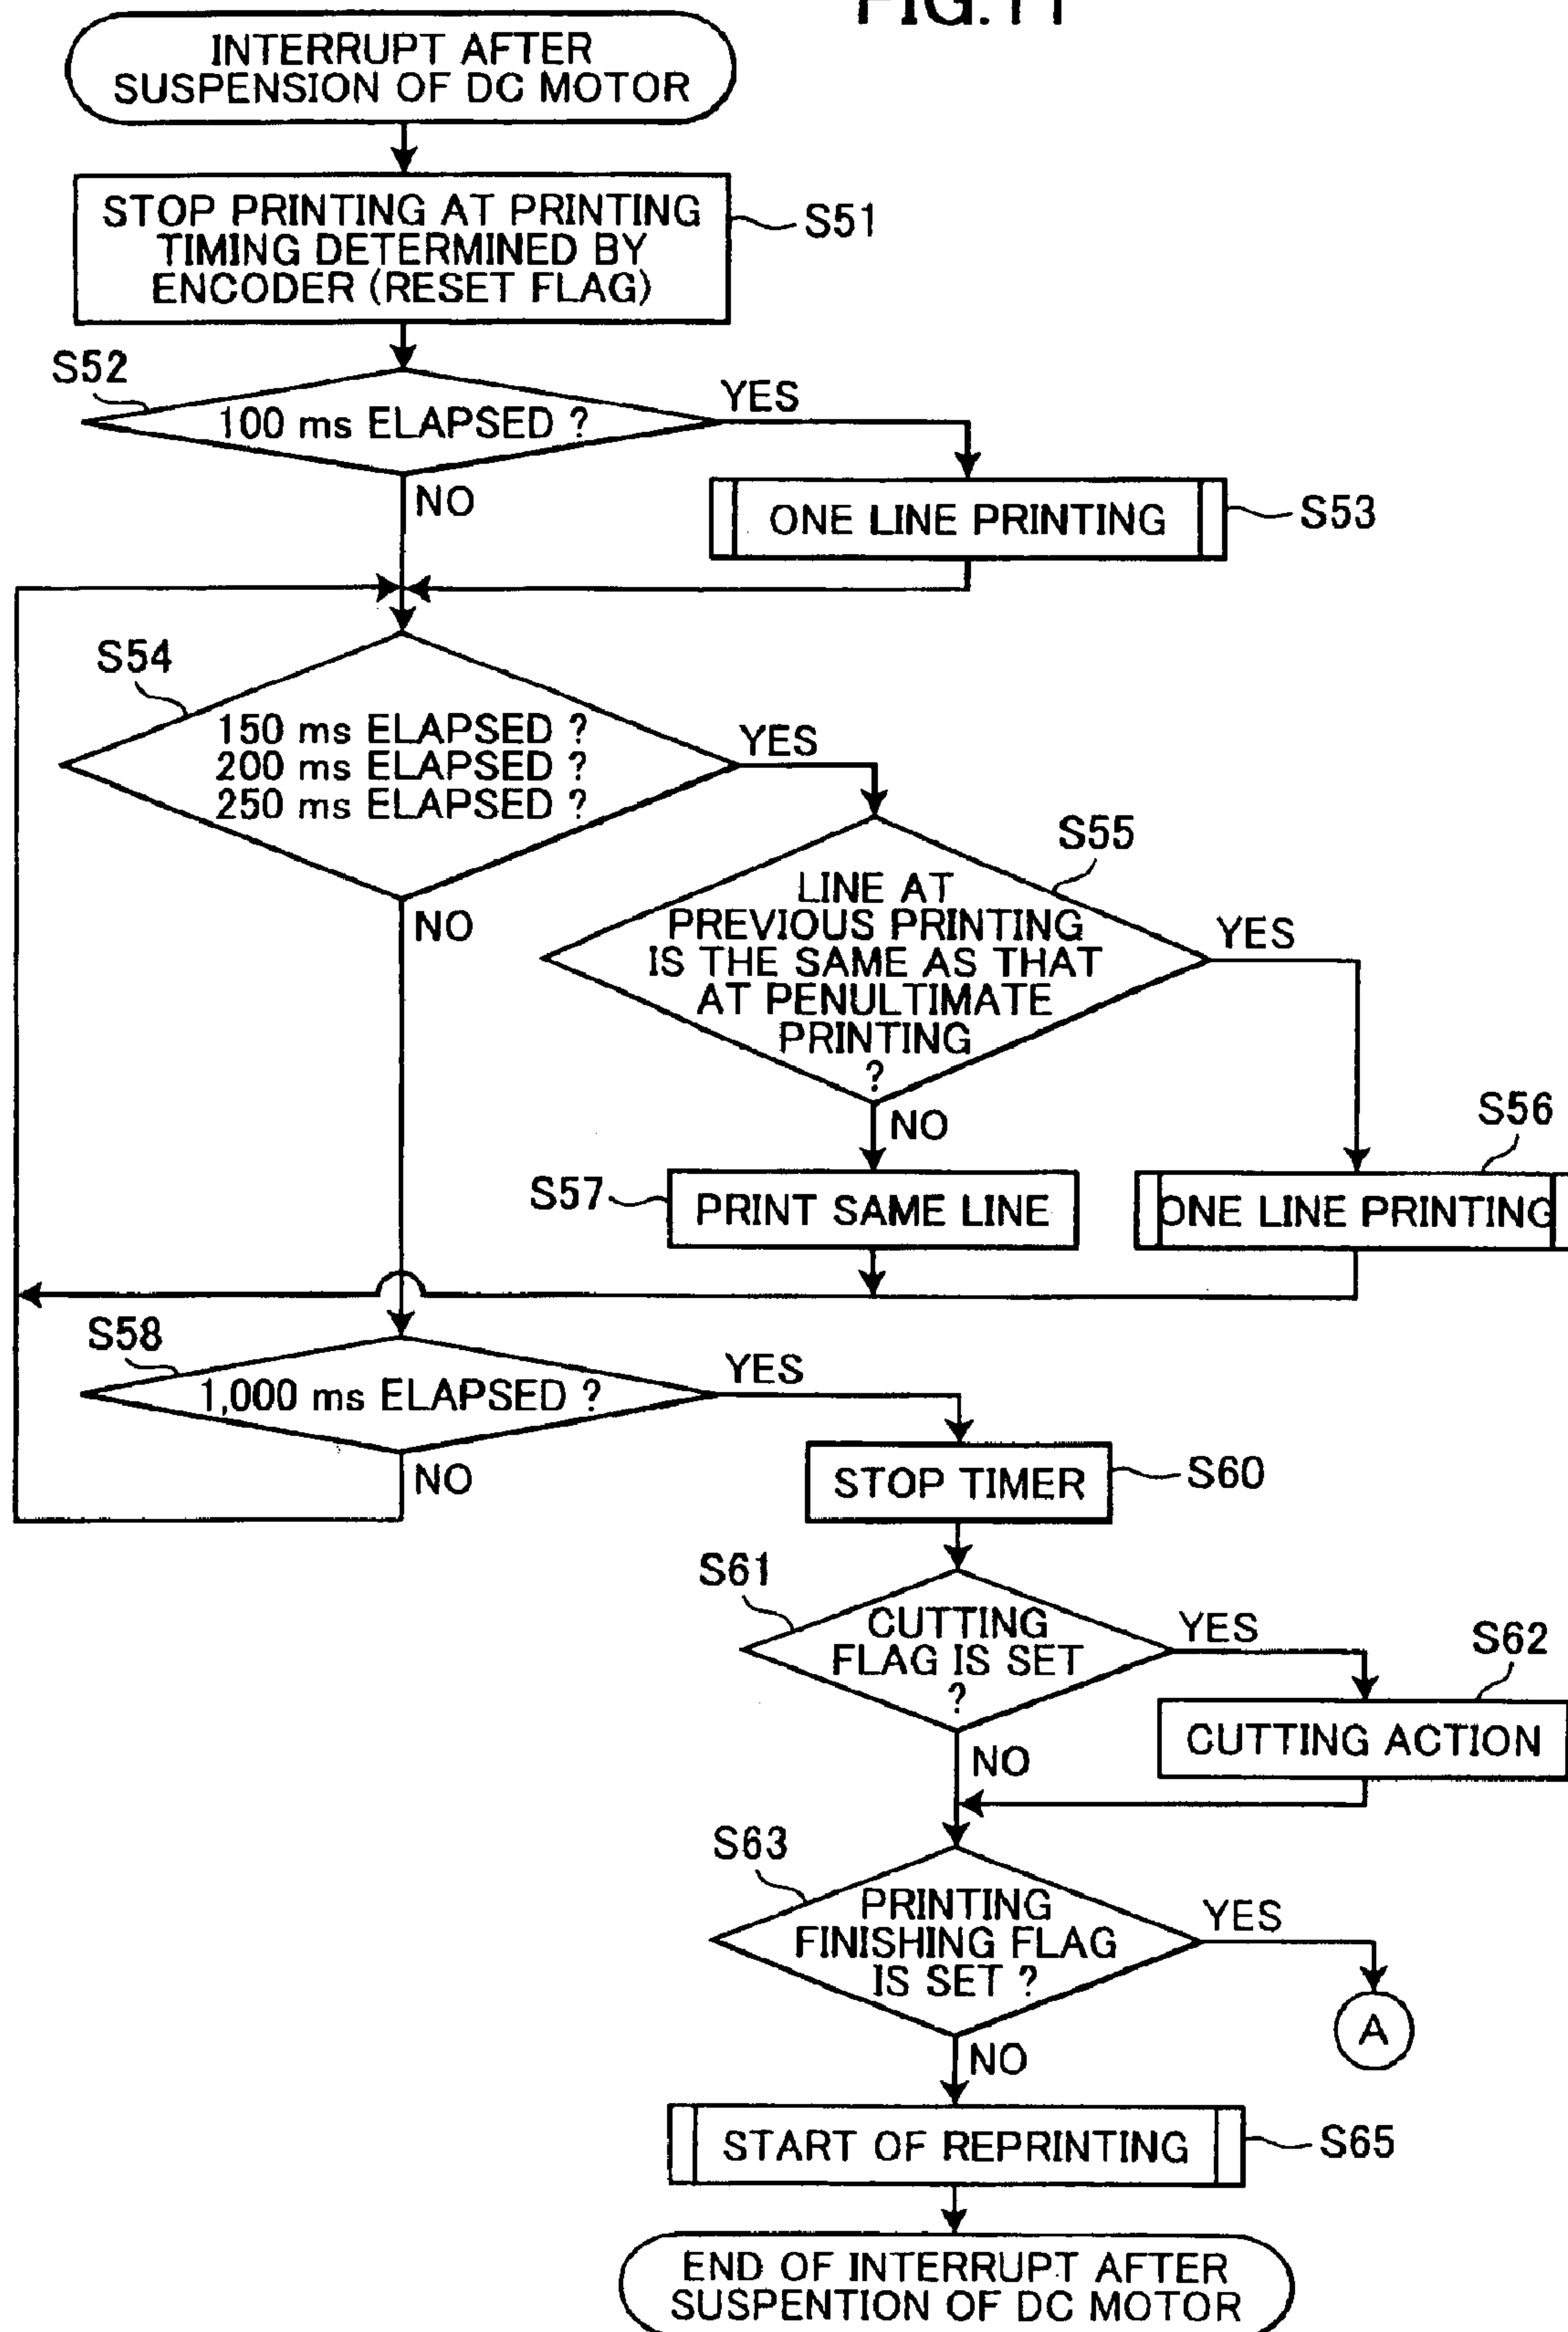 FIG.11
INTERRUPT AFTER
SUSPENSION OF DC MOTOR
STOP PRINTING AT PRINTING
TIMING DETERMINED BY
ENCODER (RESET FLAG)
S51
S52
100 ms ELAPSED ?
YES
NO
ONE LINE PRINTING
S53
S54
150 ms ELAPSED ?
200 ms ELAPSED ?
250 ms ELAPSED ?
YES
NO
S55
LINE AT
PREVIOUS PRINTING
IS THE SAME AS THAT
AT PENULTIMATE
PRINTING
?
YES
NO
S56
S57
PRINT SAME LINE
ONE LINE PRINTING
S58
1,000 ms ELAPSED ?
YES
NO
STOP TIMER
S60
S61
CUTTING
FLAG IS SET
?
YES
NO
S62
CUTTING ACTION
S63
PRINTING
FINISHING FLAG
IS SET ?
YES
NO
A
START OF REPRINTING
S65
END OF INTERRUPT AFTER
SUSPENTION OF DC MOTOR